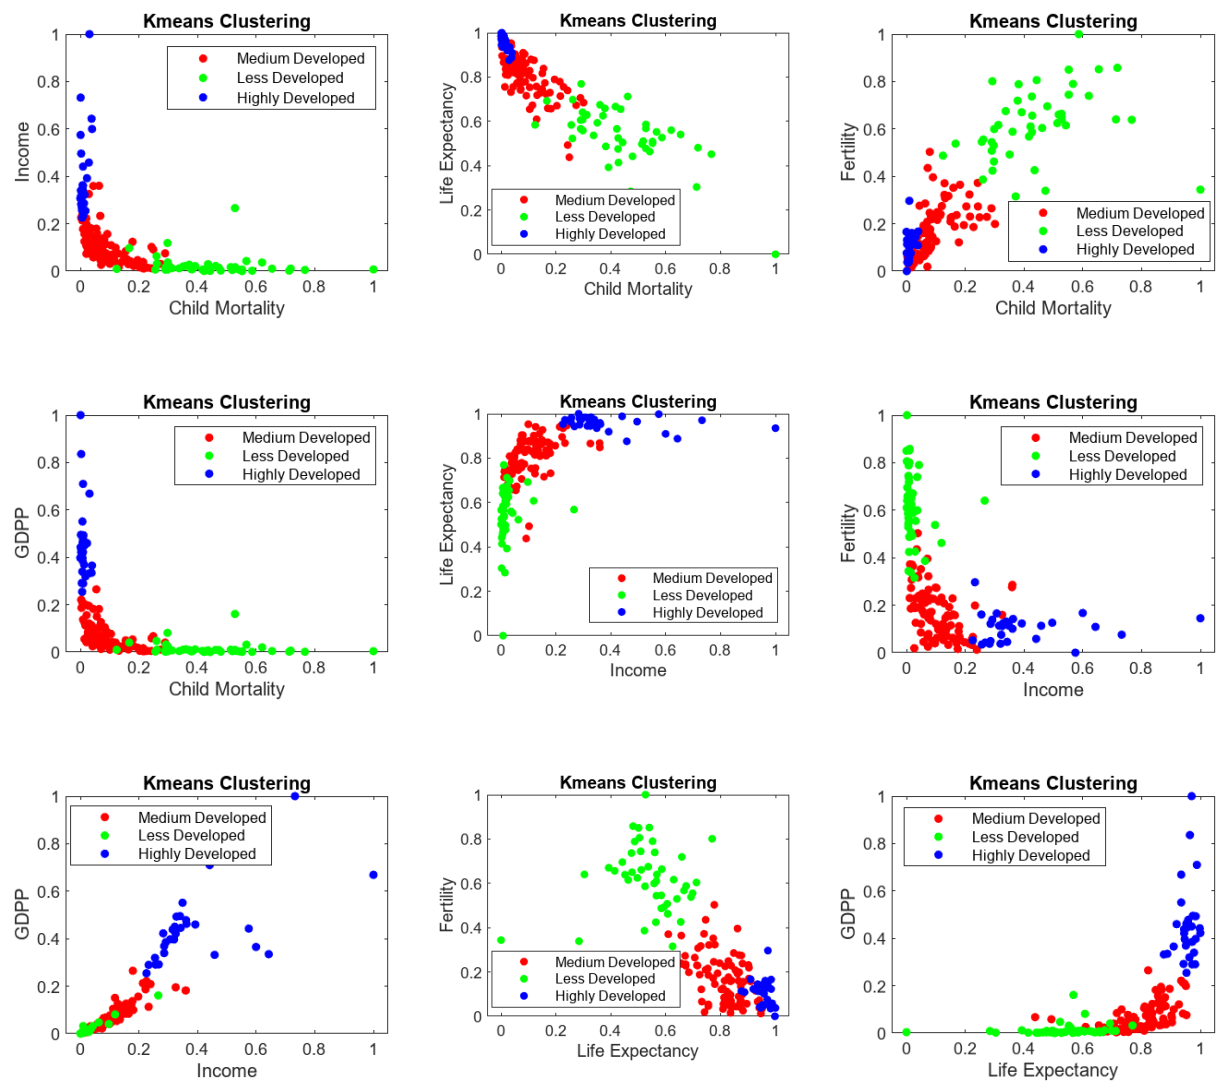 Kmeans Clustering
Medium Developed
Less Developed
Highly Developed
1
0.8
0.6
0.4
0.2
0
Income
0 0.2 0.4 0.6 0.8 1
Child Mortality
Kmeans Clustering
1
0.8
0.6
0.4
0.2
0
Life Expectancy
Medium Developed
Less Developed
Highly Developed
0 0.2 0.4 0.6 0.8 1
Child Mortality
Kmeans Clustering
1
0.8
0.6
0.4
0.2
0
Fertility
Medium Developed
Less Developed
Highly Developed
0 0.2 0.4 0.6 0.8 1
Child Mortality
Kmeans Clustering
Medium Developed
Less Developed
Highly Developed
1
0.8
0.6
0.4
0.2
0
GDPP
0 0.2 0.4 0.6 0.8 1
Child Mortality
Kmeans Clustering
1
0.8
0.6
0.4
0.2
0
Life Expectancy
Medium Developed
Less Developed
Highly Developed
0 0.2 0.4 0.6 0.8 1
Income
Kmeans Clustering
Medium Developed
Less Developed
Highly Developed
1
0.8
0.6
0.4
0.2
0
Fertility
0 0.2 0.4 0.6 0.8 1
Income
Kmeans Clustering
Medium Developed
Less Developed
Highly Developed
1
0.8
0.6
0.4
0.2
0
GDPP
0 0.2 0.4 0.6 0.8 1
Income
Kmeans Clustering
1
0.8
0.6
0.4
0.2
0
Fertility
Medium Developed
Less Developed
Highly Developed
0 0.2 0.4 0.6 0.8 1
Life Expectancy
Kmeans Clustering
Medium Developed
Less Developed
Highly Developed
1
0.8
0.6
0.4
0.2
0
GDPP
0 0.2 0.4 0.6 0.8 1
Life Expectancy